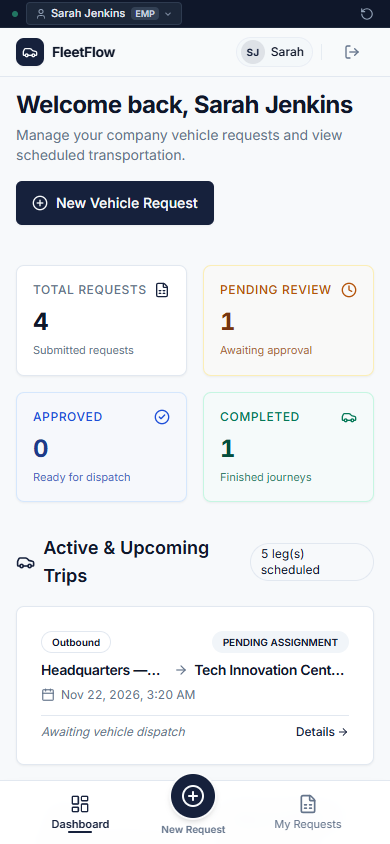 Sarah Jenkins EMP
FleetFlow
SJ Sarah
Welcome back, Sarah Jenkins
Manage your company vehicle requests and view
scheduled transportation.
New Vehicle Request
TOTAL REQUESTS
4
Submitted requests
PENDING REVIEW
1
Awaiting approval
APPROVED
0
Ready for dispatch
COMPLETED
1
Finished journeys
Active & Upcoming
Trips
5 leg(s)
scheduled
Outbound
PENDING ASSIGNMENT
Headquarters —... → Tech Innovation Cent...
Nov 22, 2026, 3:20 AM
Awaiting vehicle dispatch
Details →
Dashboard
New Request
My Requests